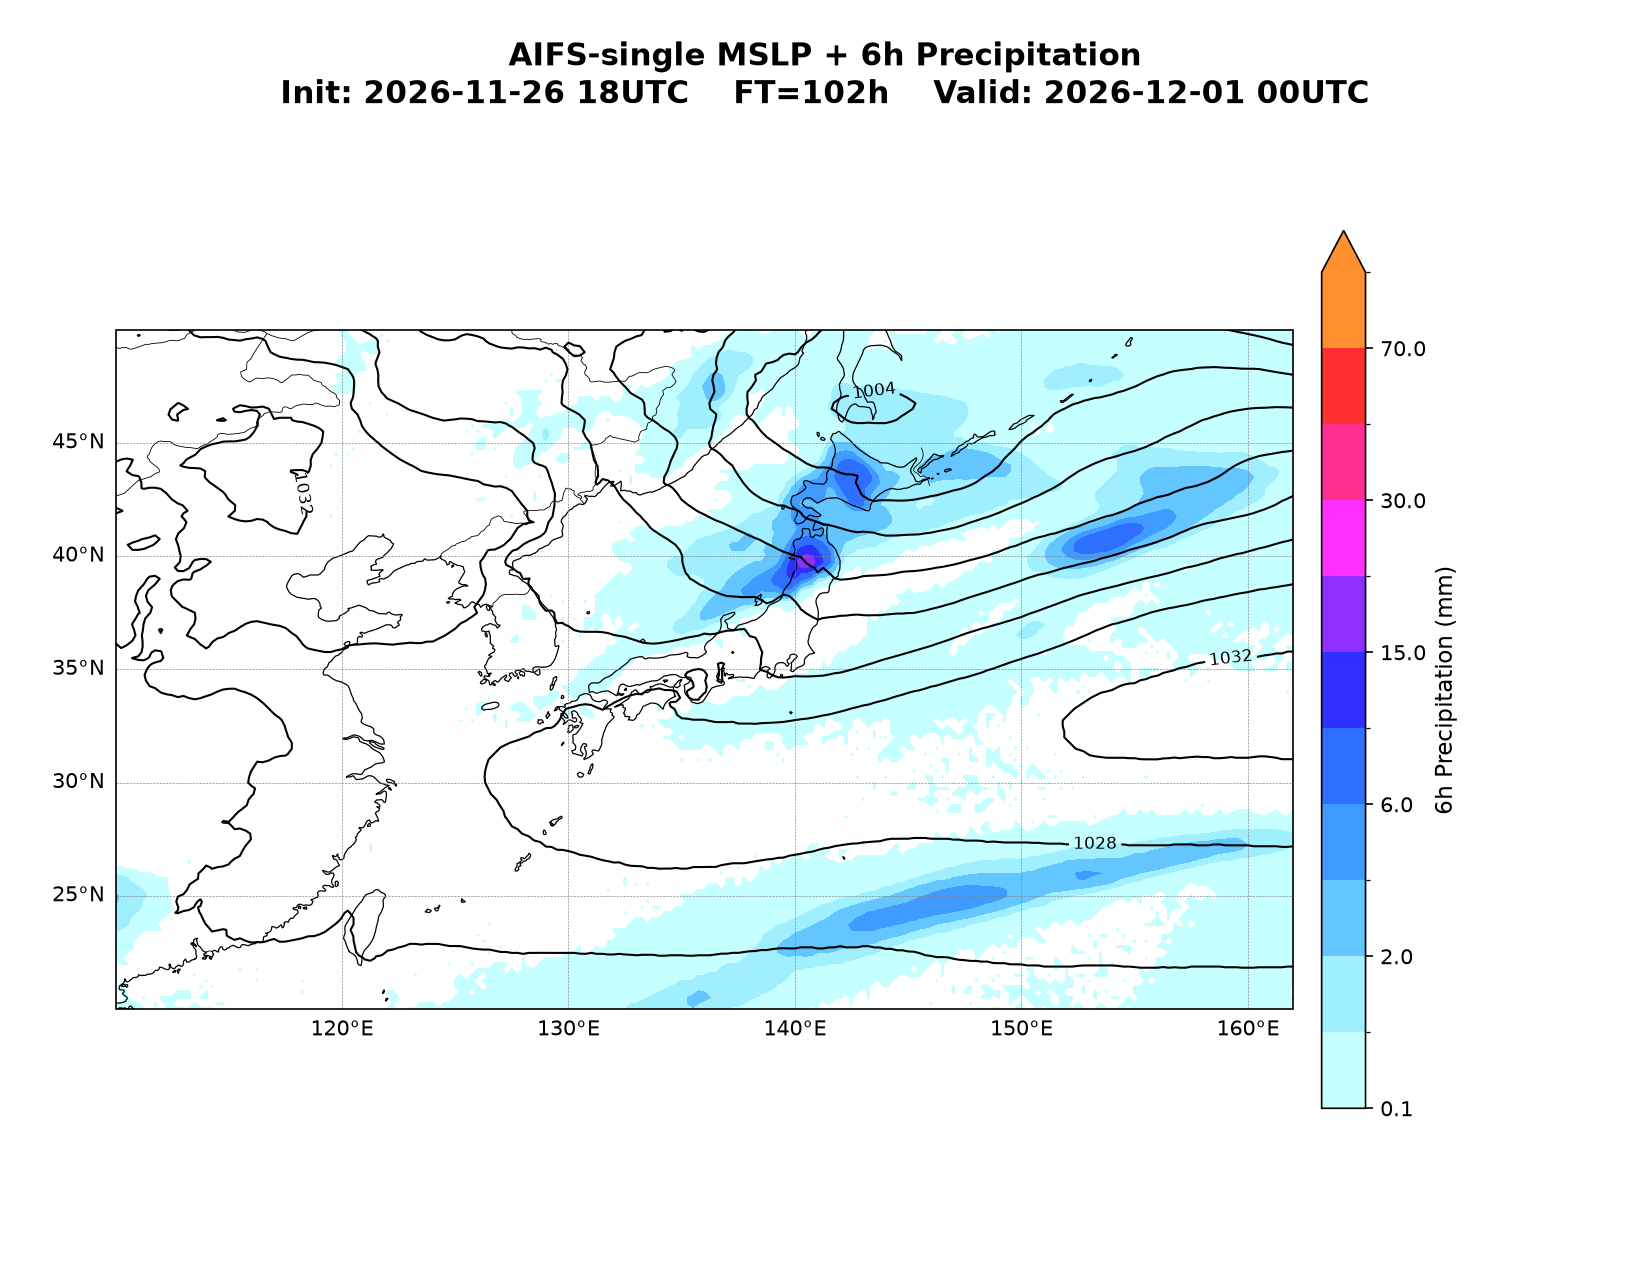 AIFS-single MSLP + 6h Precipitation
Init: 2026-11-26 18UTC    FT=102h    Valid: 2026-12-01 00UTC
1004
1032
1032
1028
45°N
40°N
35°N
30°N
25°N
120°E
130°E
140°E
150°E
160°E
70.0
30.0
15.0
6.0
2.0
0.1
6h Precipitation (mm)